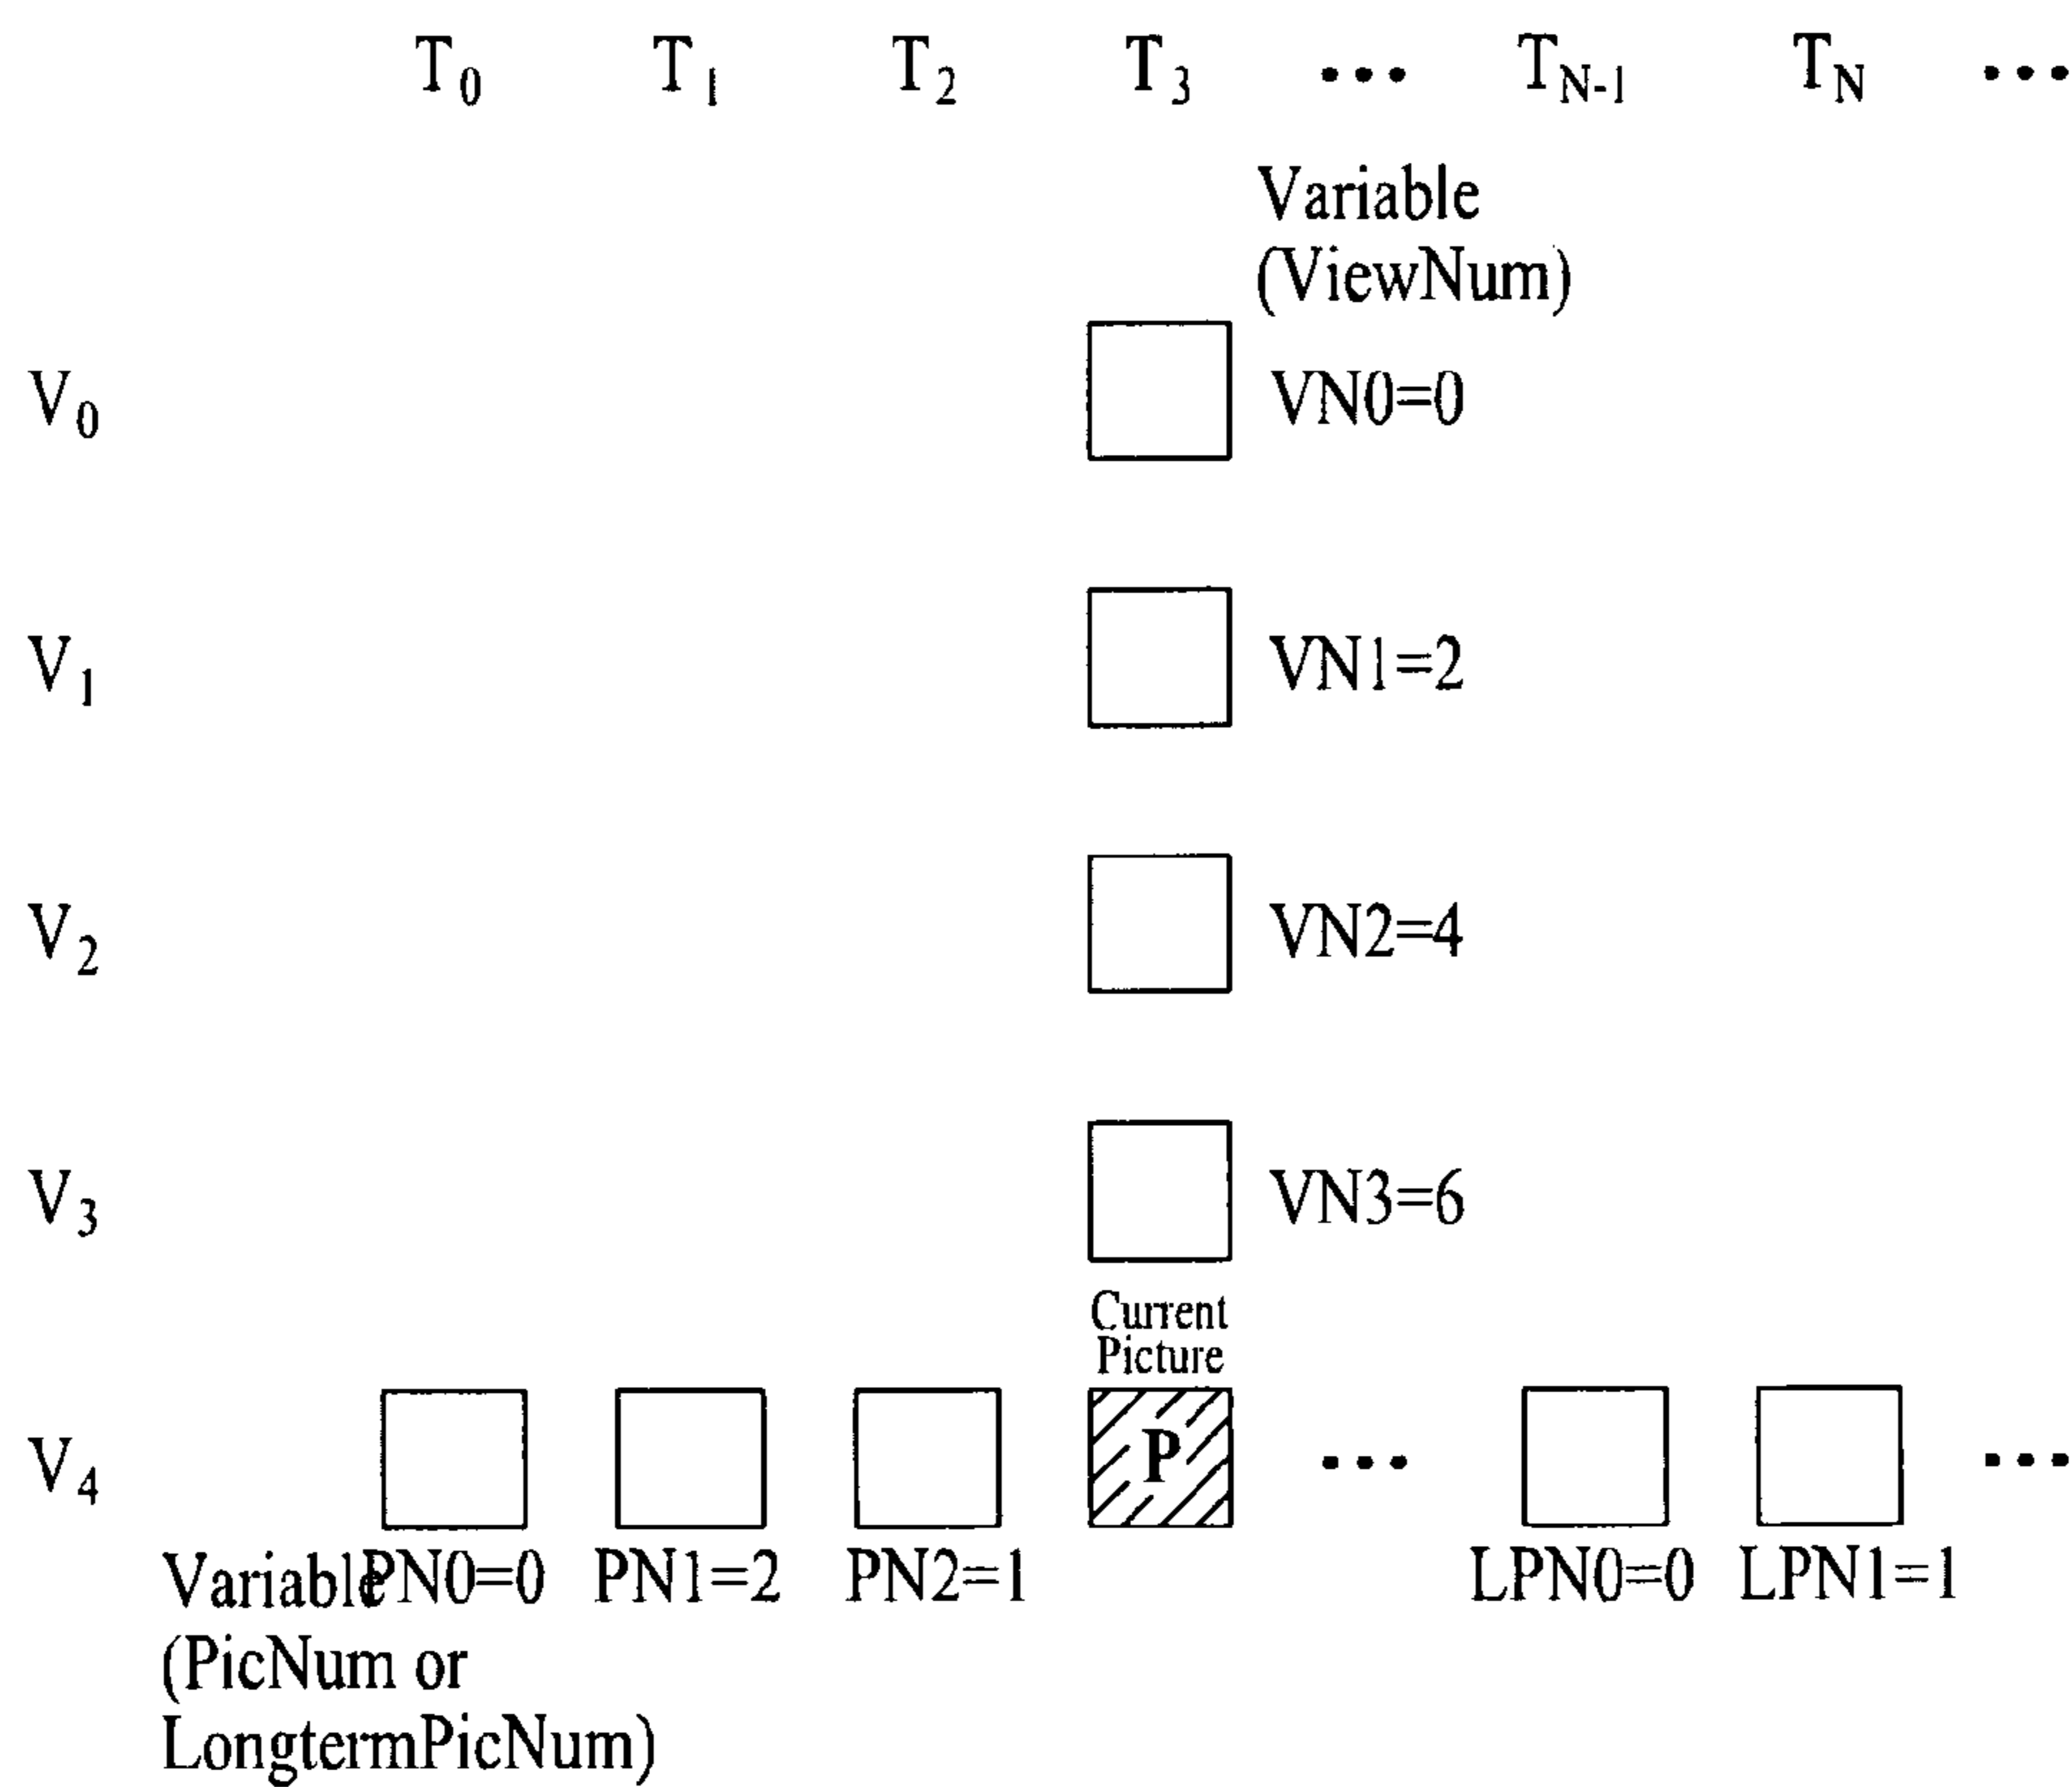 T0 T1 T2 T3 ••• TN-1 TN •••
Variable
(ViewNum)
V0 VN0=0
V1 VN1=2
V2 VN2=4
V3 VN3=6
Current
Picture
V4 P ••• •••
Variable PN0=0 PN1=2 PN2=1 LPN0=0 LPN1=1
(PicNum or
LongtermPicNum)